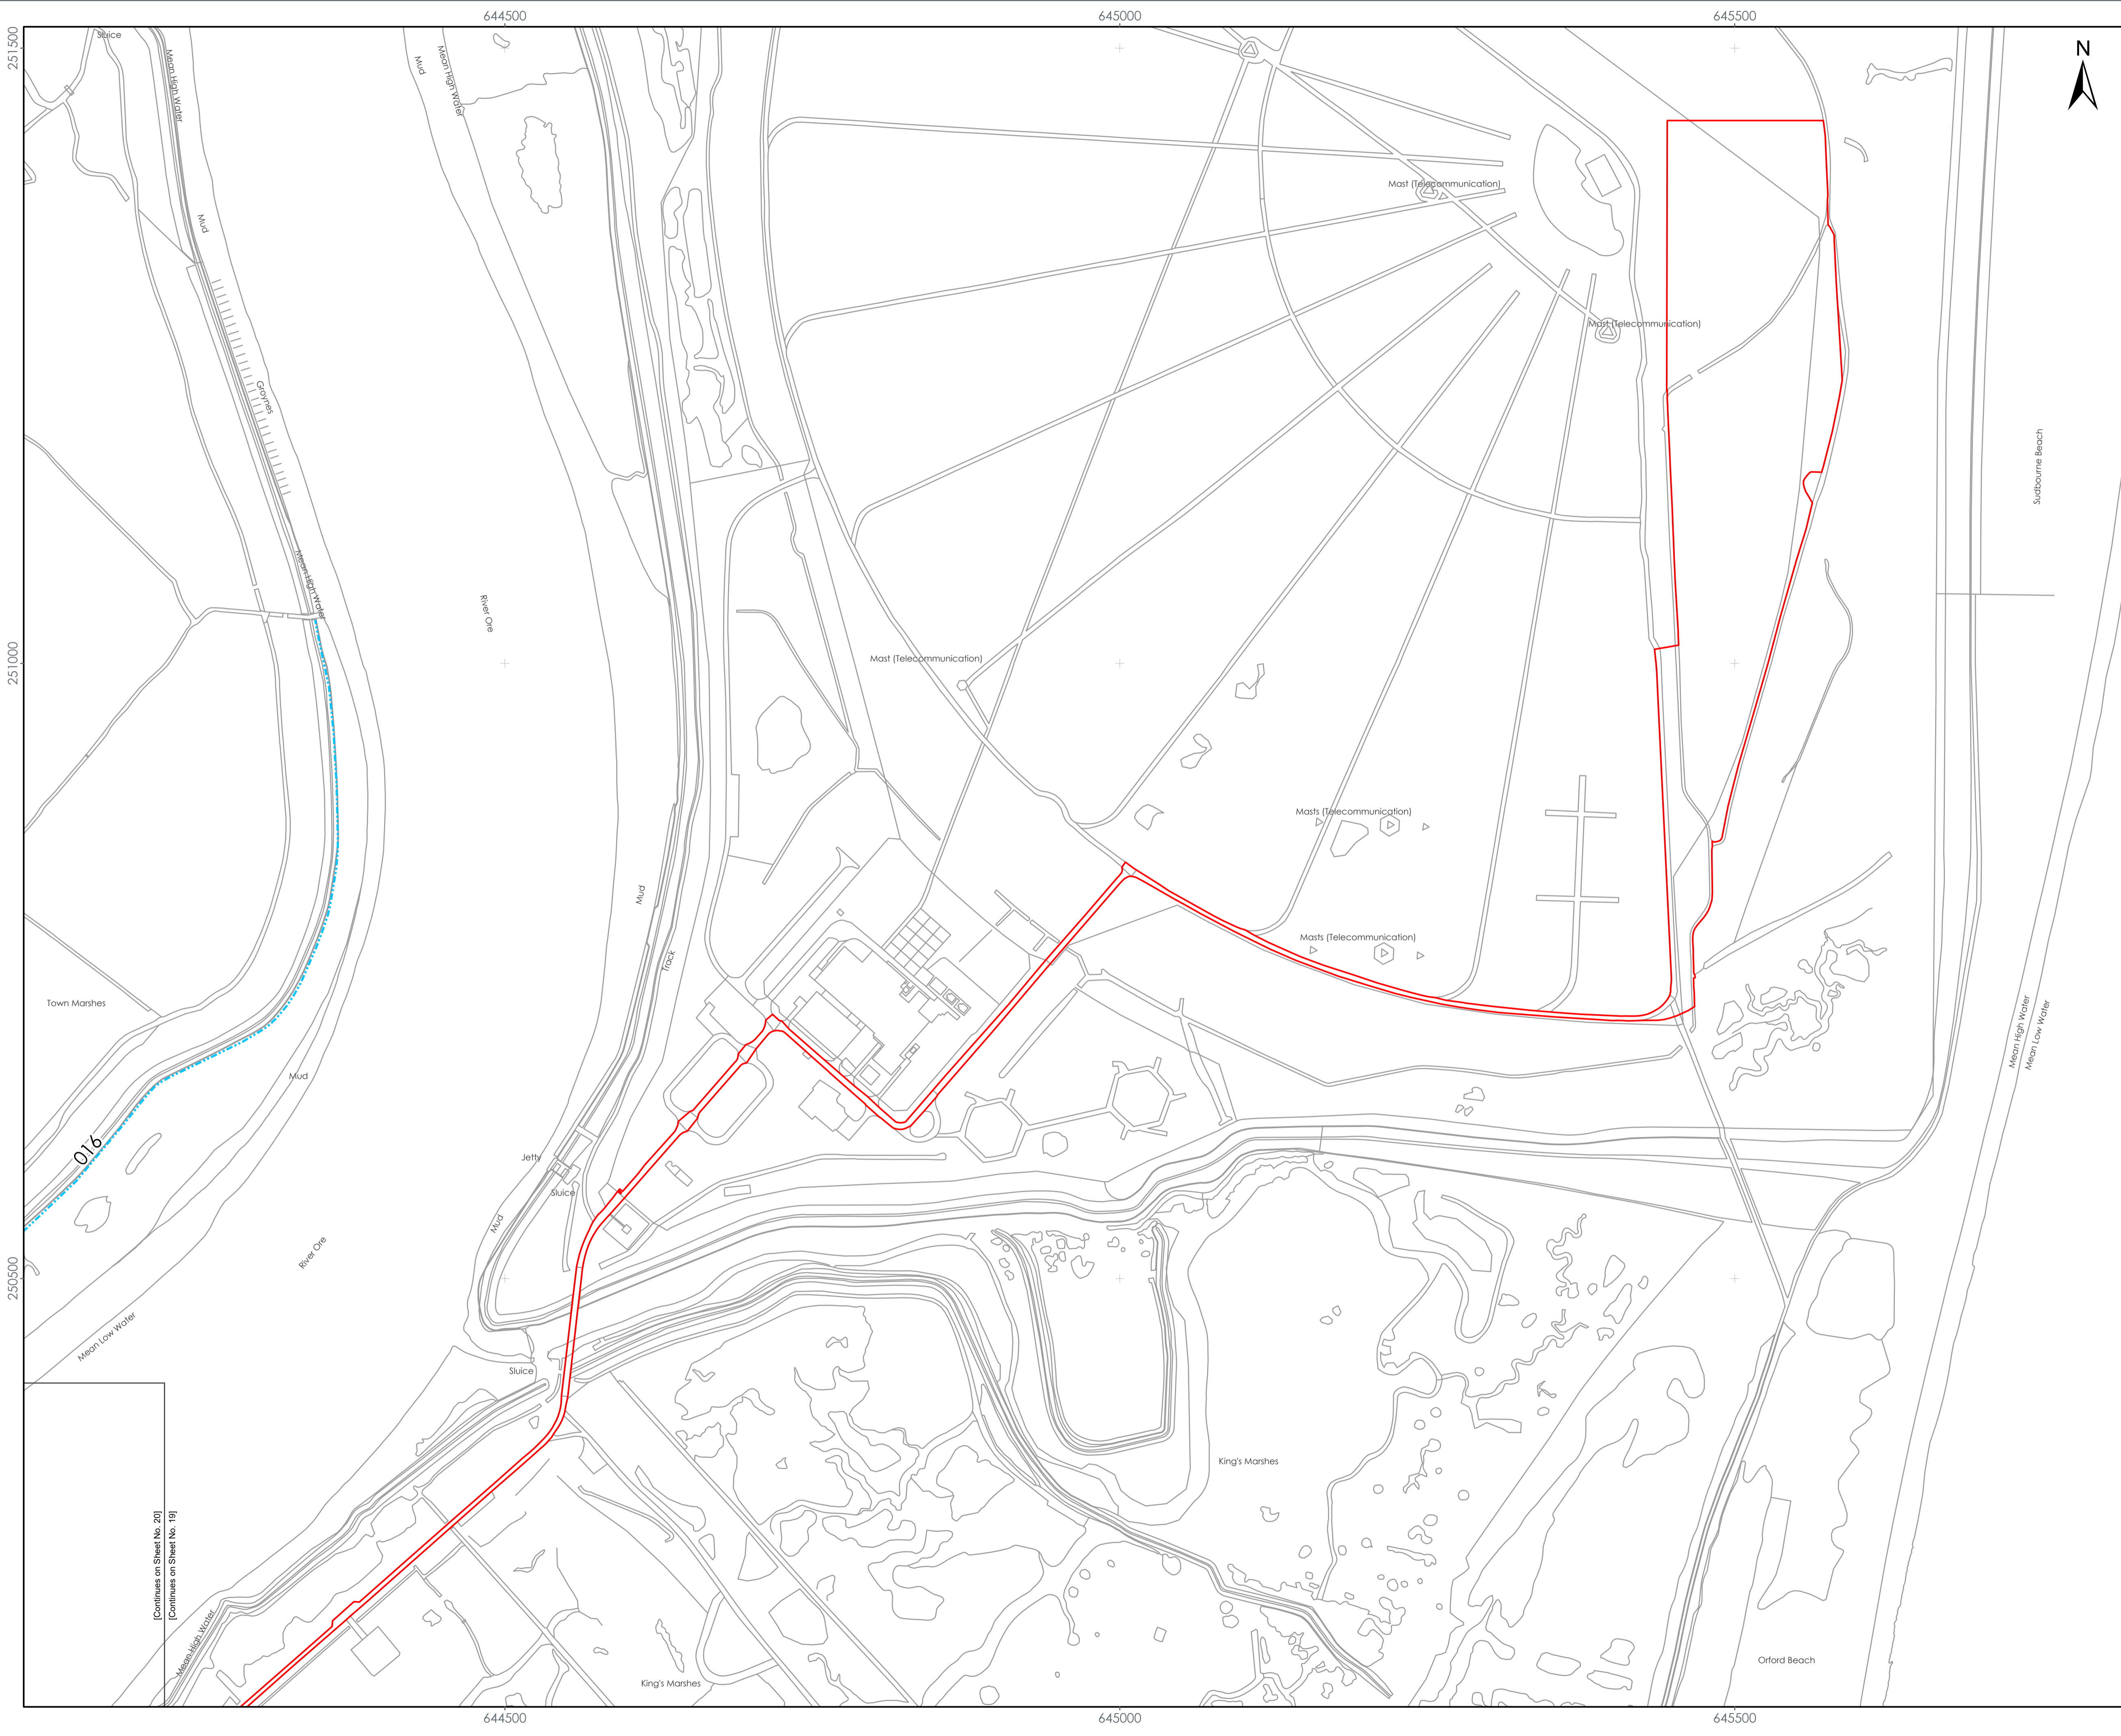 644500
645000
645500
251500
Sluice
Mean High Water
Mud
Mean High Water
N
Mud
Mast (Telecommunication)
Mast (Telecommunication)
Groynes
Sudbourne Beach
Mean High Water
River Ore
251000
Mast (Telecommunication)
Masts (Telecommunication)
Mud
Masts (Telecommunication)
Track
Town Marshes
Mean High Water
Mean Low Water
Mud
016
Jetty
Sluice
Mud
River Ore
250500
Mean Low Water
Sluice
King's Marshes
[Continues on Sheet No. 20]
[Continues on Sheet No. 19]
Mean High Water
Orford Beach
King's Marshes
644500
645000
645500